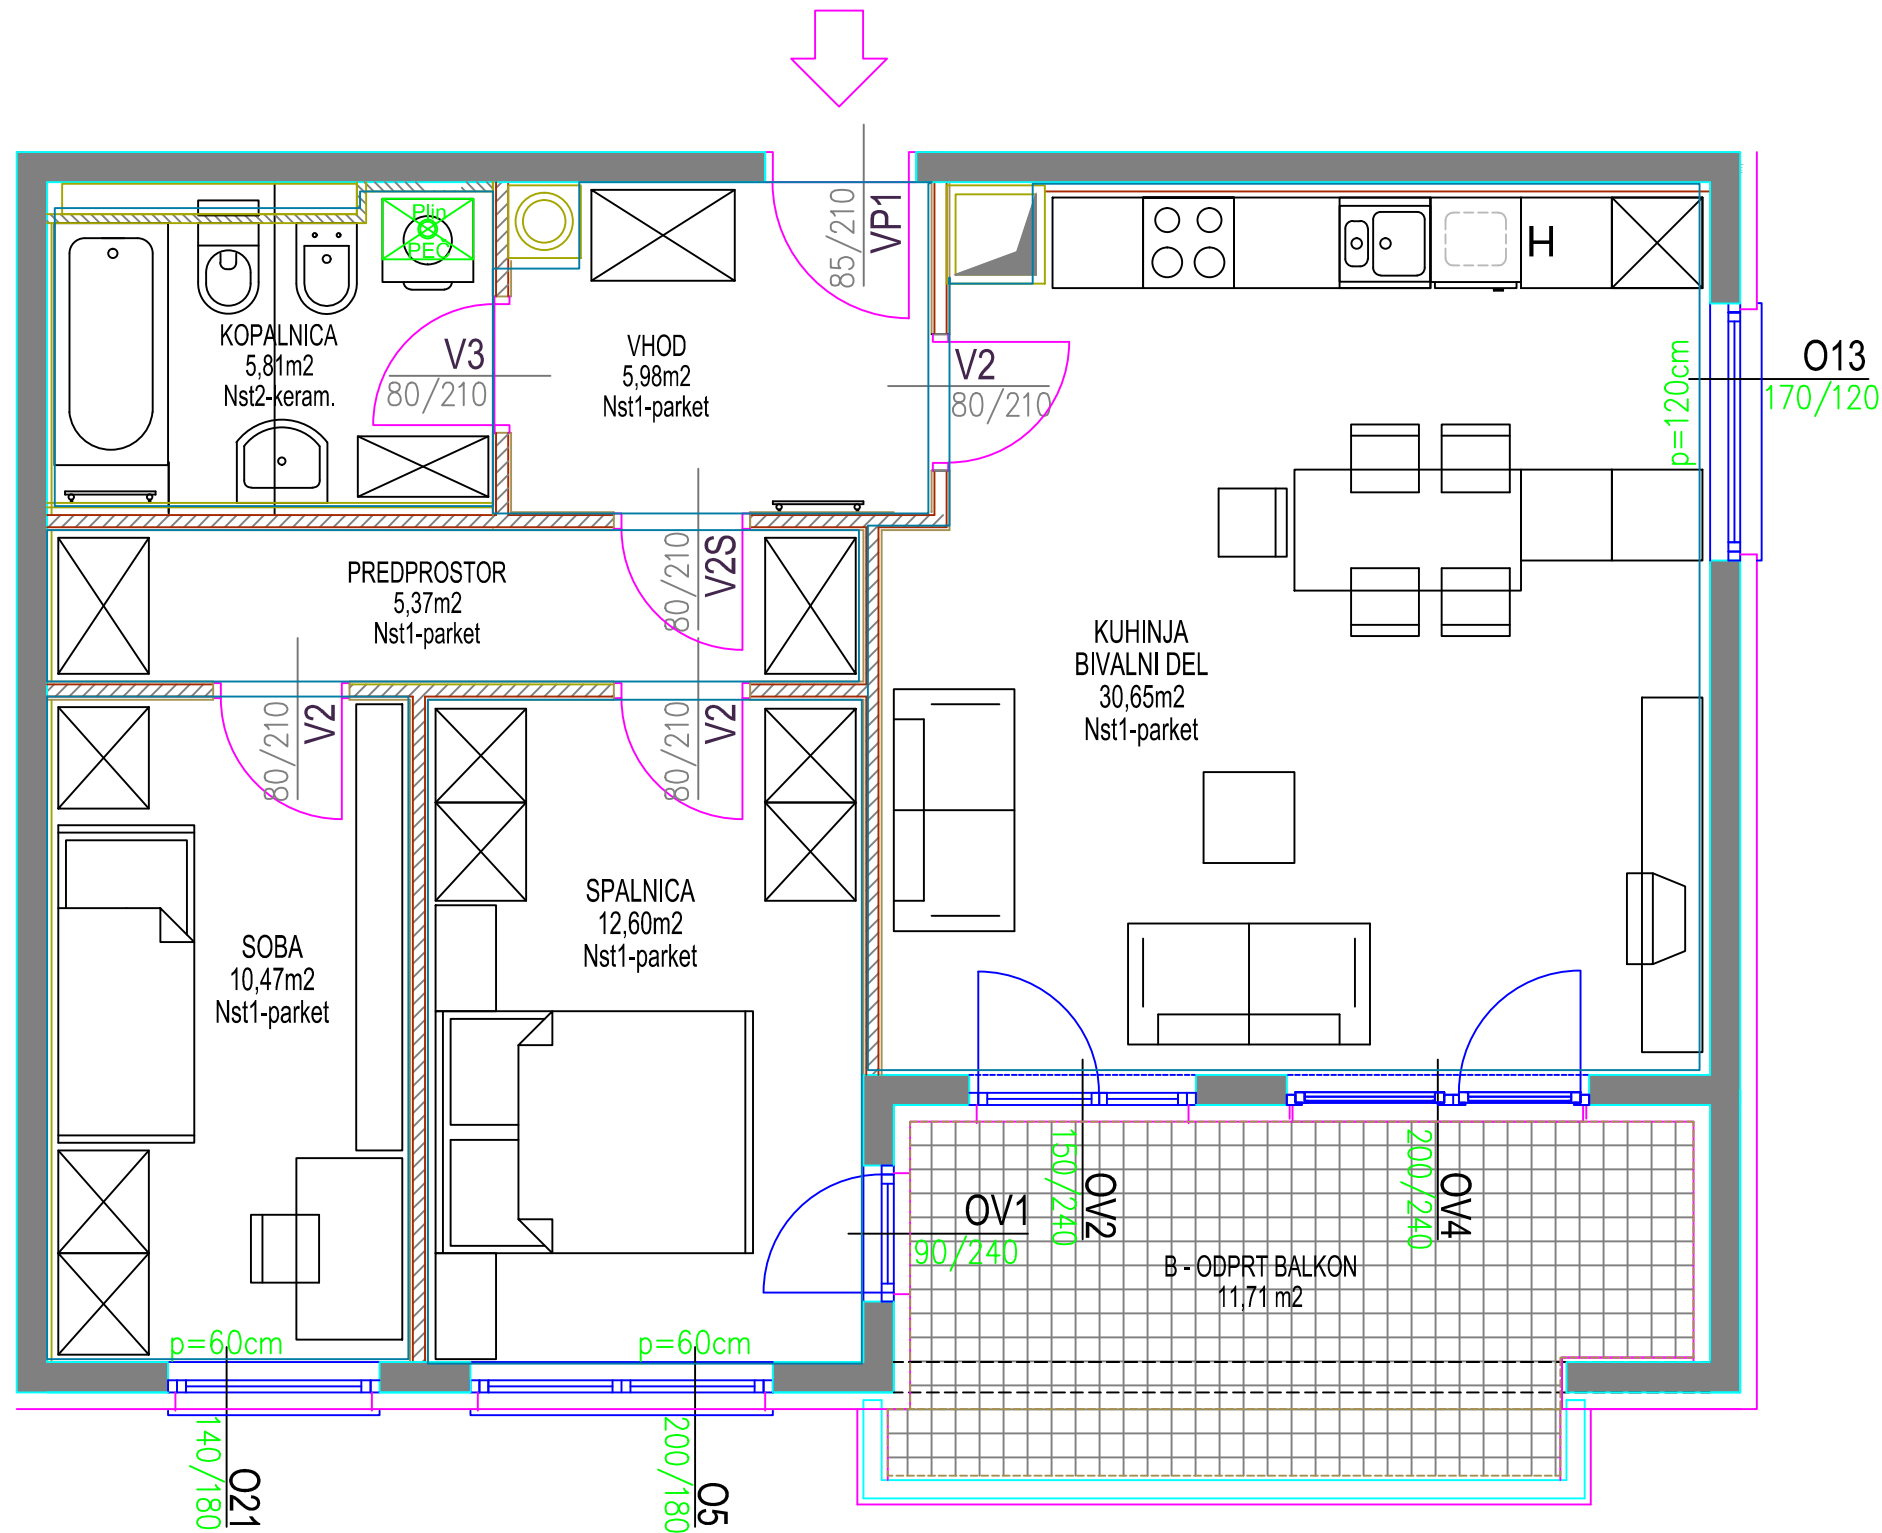 85/210
VP1
Plin
PEČ
H
KOPALNICA
5,81m2
Nst2-keram.
V3
80/210
VHOD
5,98m2
Nst1-parket
V2
80/210
p=120cm
O13
170/120
PREDPROSTOR
5,37m2
Nst1-parket
80/210
V2S
KUHINJA
BIVALNI DEL
30,65m2
Nst1-parket
80/210
V2
80/210
V2
SOBA
10,47m2
Nst1-parket
SPALNICA
12,60m2
Nst1-parket
OV1
90/240
150/240
OV2
200/240
OV4
B - ODPRT BALKON
11,71 m2
p=60cm
p=60cm
140/180
O21
200/180
O5